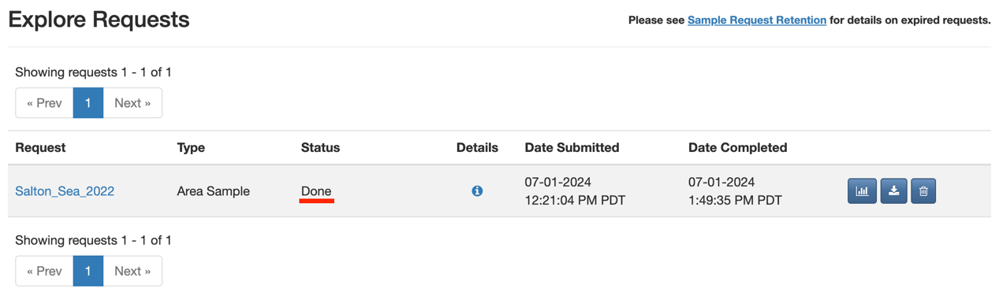 Explore Requests
Please see Sample Request Retention for details on expired requests.
Showing requests 1 - 1 of 1
« Prev 1 Next »
Request Type Status Details Date Submitted Date Completed
Salton_Sea_2022 Area Sample Done 07-01-2024 12:21:04 PM PDT 07-01-2024 1:49:35 PM PDT
Showing requests 1 - 1 of 1
« Prev 1 Next »